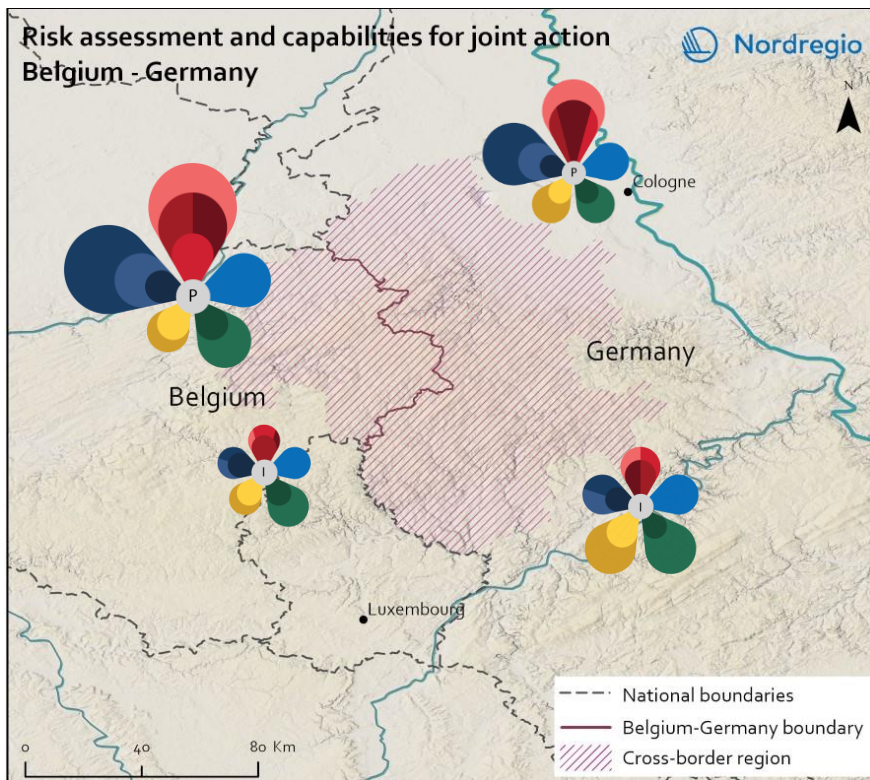 Risk assessment and capabilities for joint action
Belgium - Germany
Nordregio
N
P
Cologne
P
Germany
Belgium
I
I
Luxembourg
National boundaries
Belgium-Germany boundary
Cross-border region
0 40 80 Km